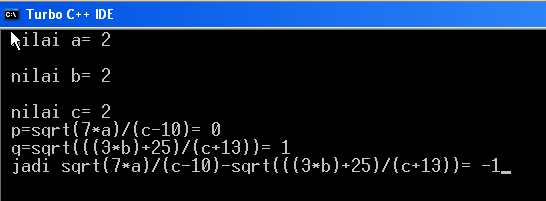 Turbo C++ IDE
nilai a= 2
nilai b= 2
nilai c= 2
p=sqrt(7*a)/(c-10)= 0
q=sqrt(((3*b)+25)/(c+13))= 1
jadi sqrt(7*a)/(c-10)-sqrt(((3*b)+25)/(c+13))= -1_